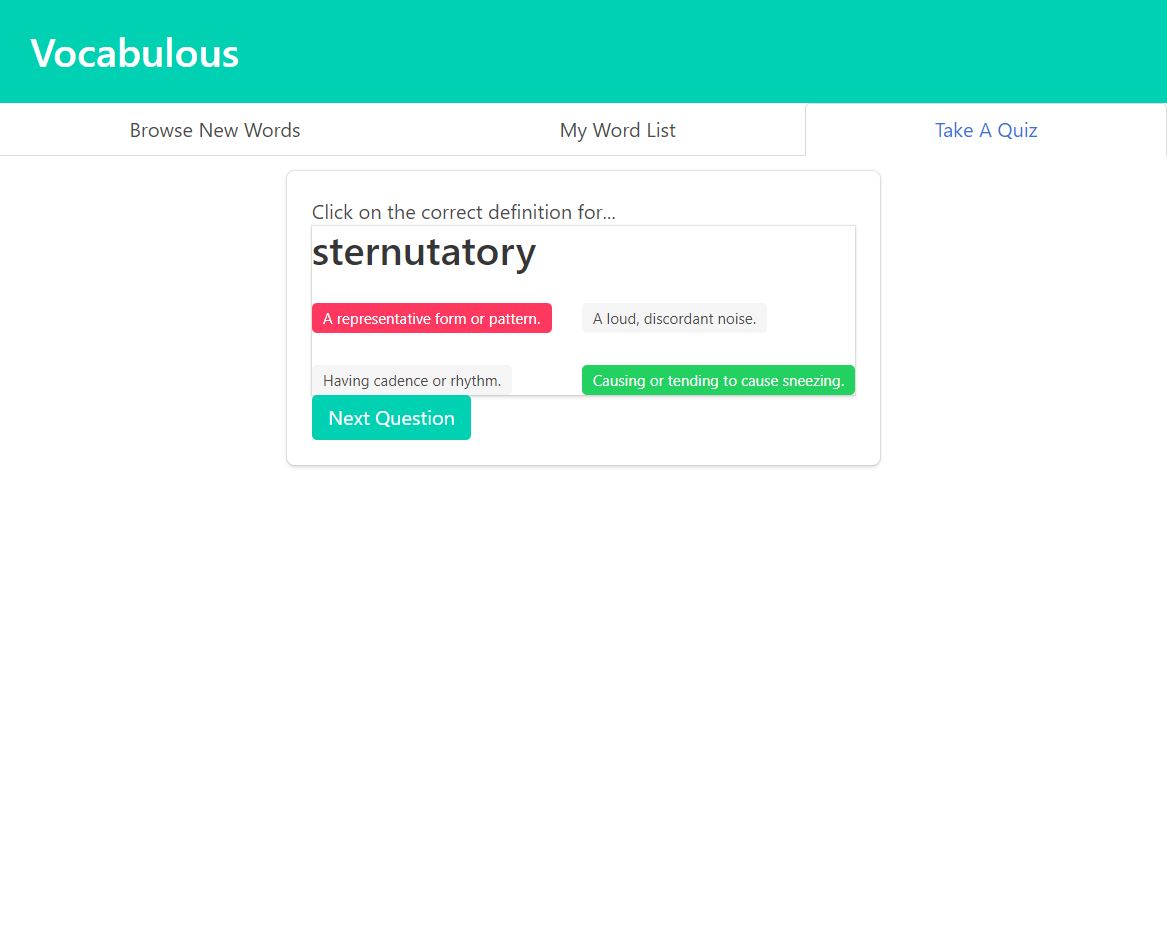 Vocabulous
Browse New Words
My Word List
Take A Quiz
Click on the correct definition for...
sternutatory
A representative form or pattern.
A loud, discordant noise.
Having cadence or rhythm.
Causing or tending to cause sneezing.
Next Question